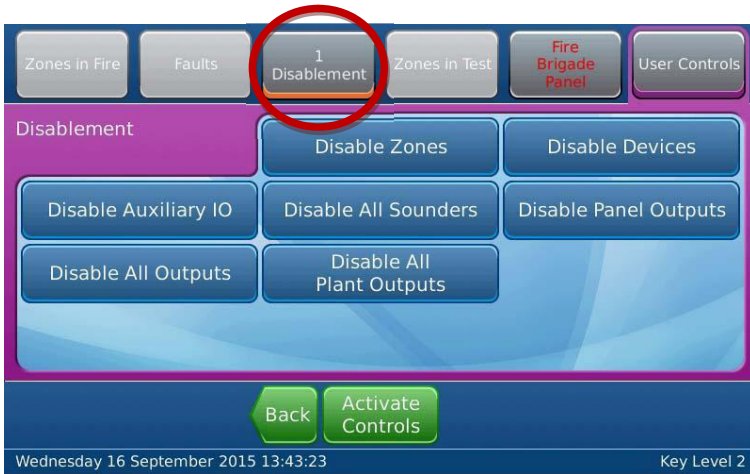 Zones in Fire
Faults
1
Disablement
Zones in Test
Fire
Brigade
Panel
User Controls
Disablement
Disable Zones
Disable Devices
Disable Auxiliary IO
Disable All Sounders
Disable Panel Outputs
Disable All Outputs
Disable All
Plant Outputs
Back
Activate
Controls
Wednesday 16 September 2015 13:43:23
Key Level 2